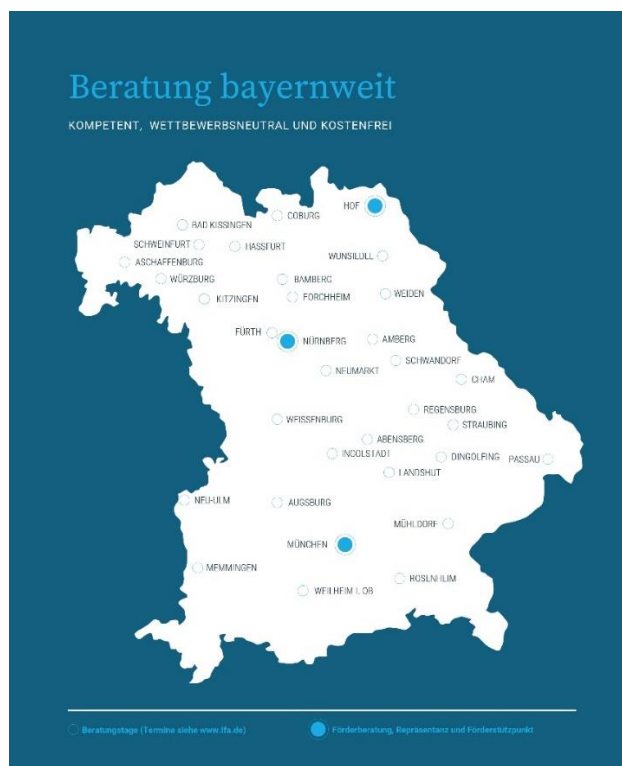 Beratung bayernweit
KOMPETENT, WETTBEWERBSNEUTRAL UND KOSTENFREI
HOF
COBURG
BAD KISSINGEN
SCHWEINFURT
HASSFURT
WUNSIEDEL
ASCHAFFENBURG
WÜRZBURG
BAMBERG
KITZINGEN
FORCHHEIM
WEIDEN
FÜRTH
NÜRNBERG
AMBERG
SCHWANDORF
NEUMARKT
CHAM
REGENSBURG
WEISSENBURG
STRAUBING
ABENSBERG
INGOLSTADT
DINGOLFING
PASSAU
LANDSHUT
NEU-ULM
AUGSBURG
MÜHLDORF
MÜNCHEN
MEMMINGEN
ROSENHEIM
WEILHEIM I. OB
Beratungstage (Termine siehe www.lfa.de)
Förderberatung, Repräsentanz und Förderstützpunkt